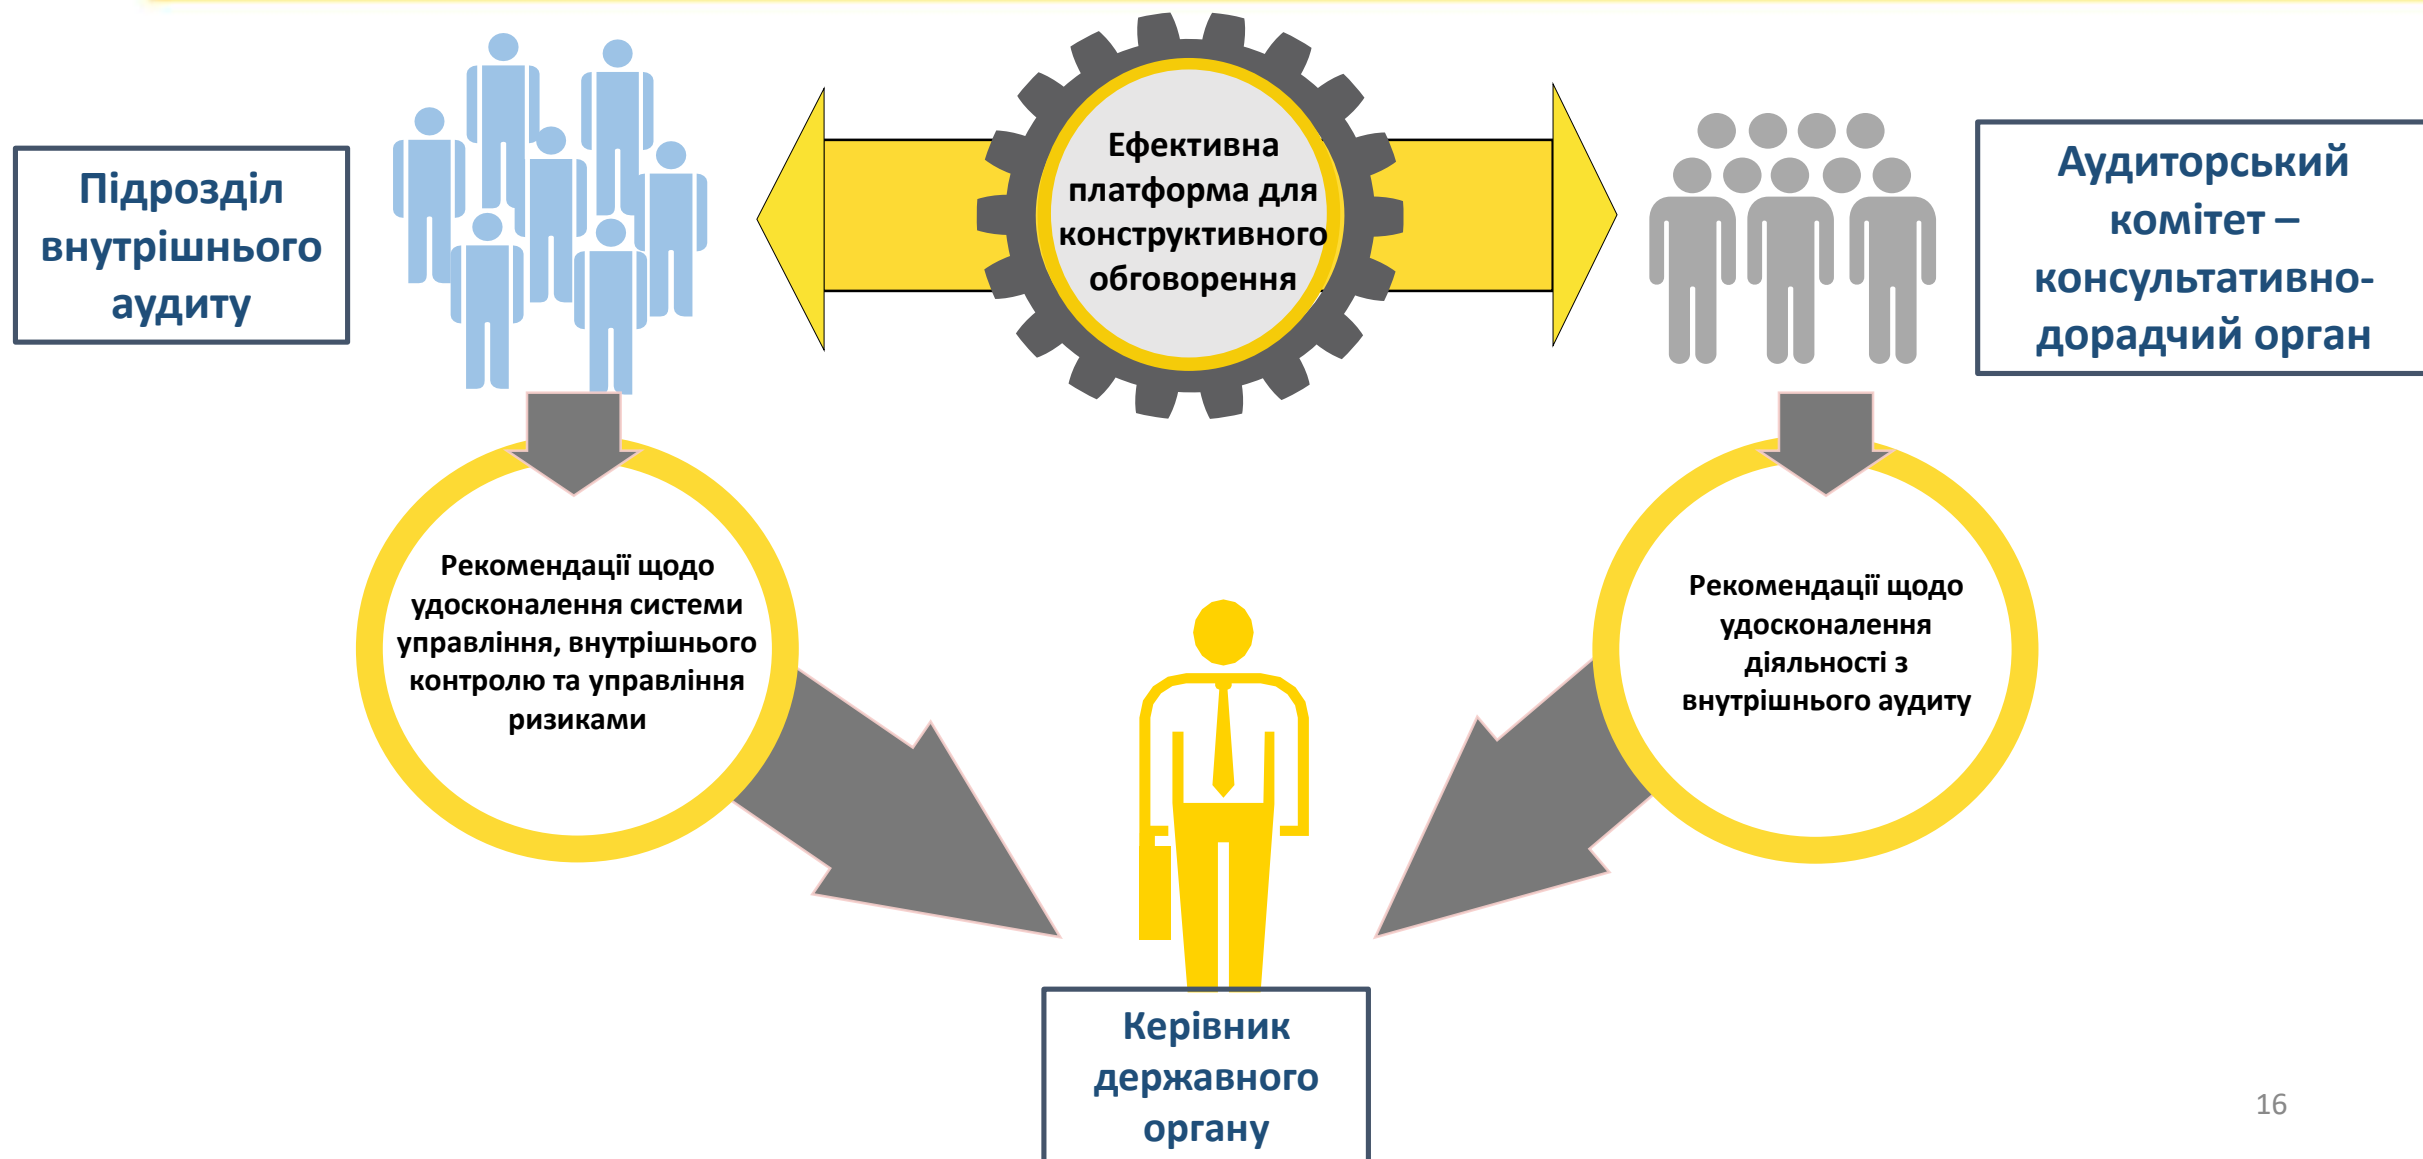 Підрозділ
внутрішнього
аудиту
Ефективна
платформа для
конструктивного
обговорення
Аудиторський
комітет –
консультативно-
дорадчий орган
Рекомендації щодо
удосконалення системи
управління, внутрішнього
контролю та управління
ризиками
Рекомендації щодо
удосконалення
діяльності з
внутрішнього аудиту
Керівник
державного
органу
16